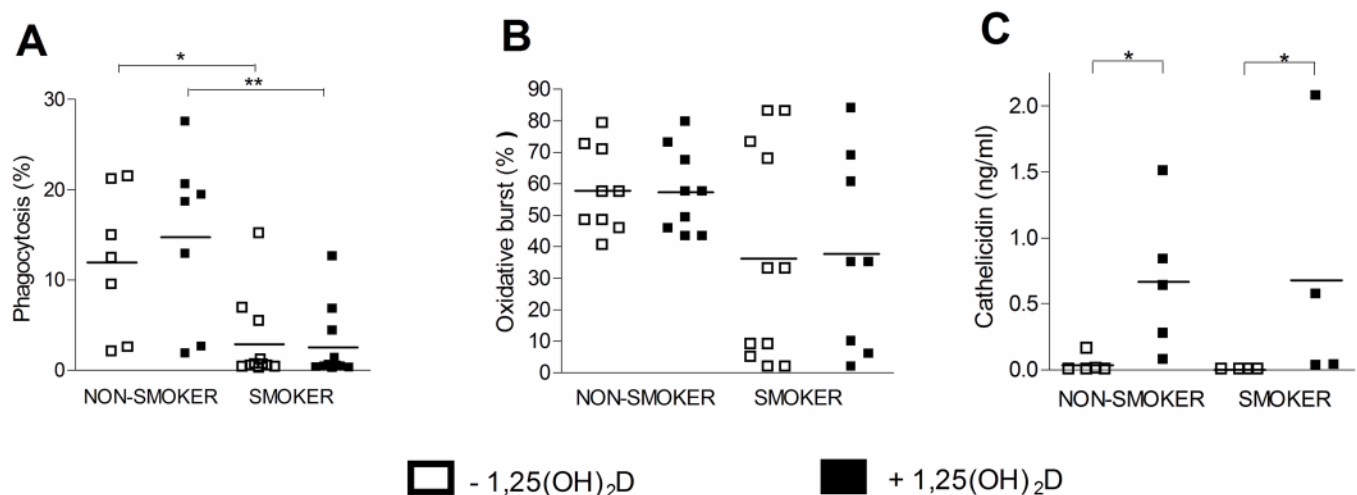 A
B
C
*
**
*
*
Phagocytosis (%)
30
20
10
0
NON-SMOKER SMOKER
Oxidative burst (% )
90
80
70
60
50
40
30
20
10
0
NON-SMOKER SMOKER
Cathelicidin (ng/ml)
2.0
1.5
1.0
0.5
0.0
NON-SMOKER SMOKER
- 1,25(OH)₂D
+ 1,25(OH)₂D